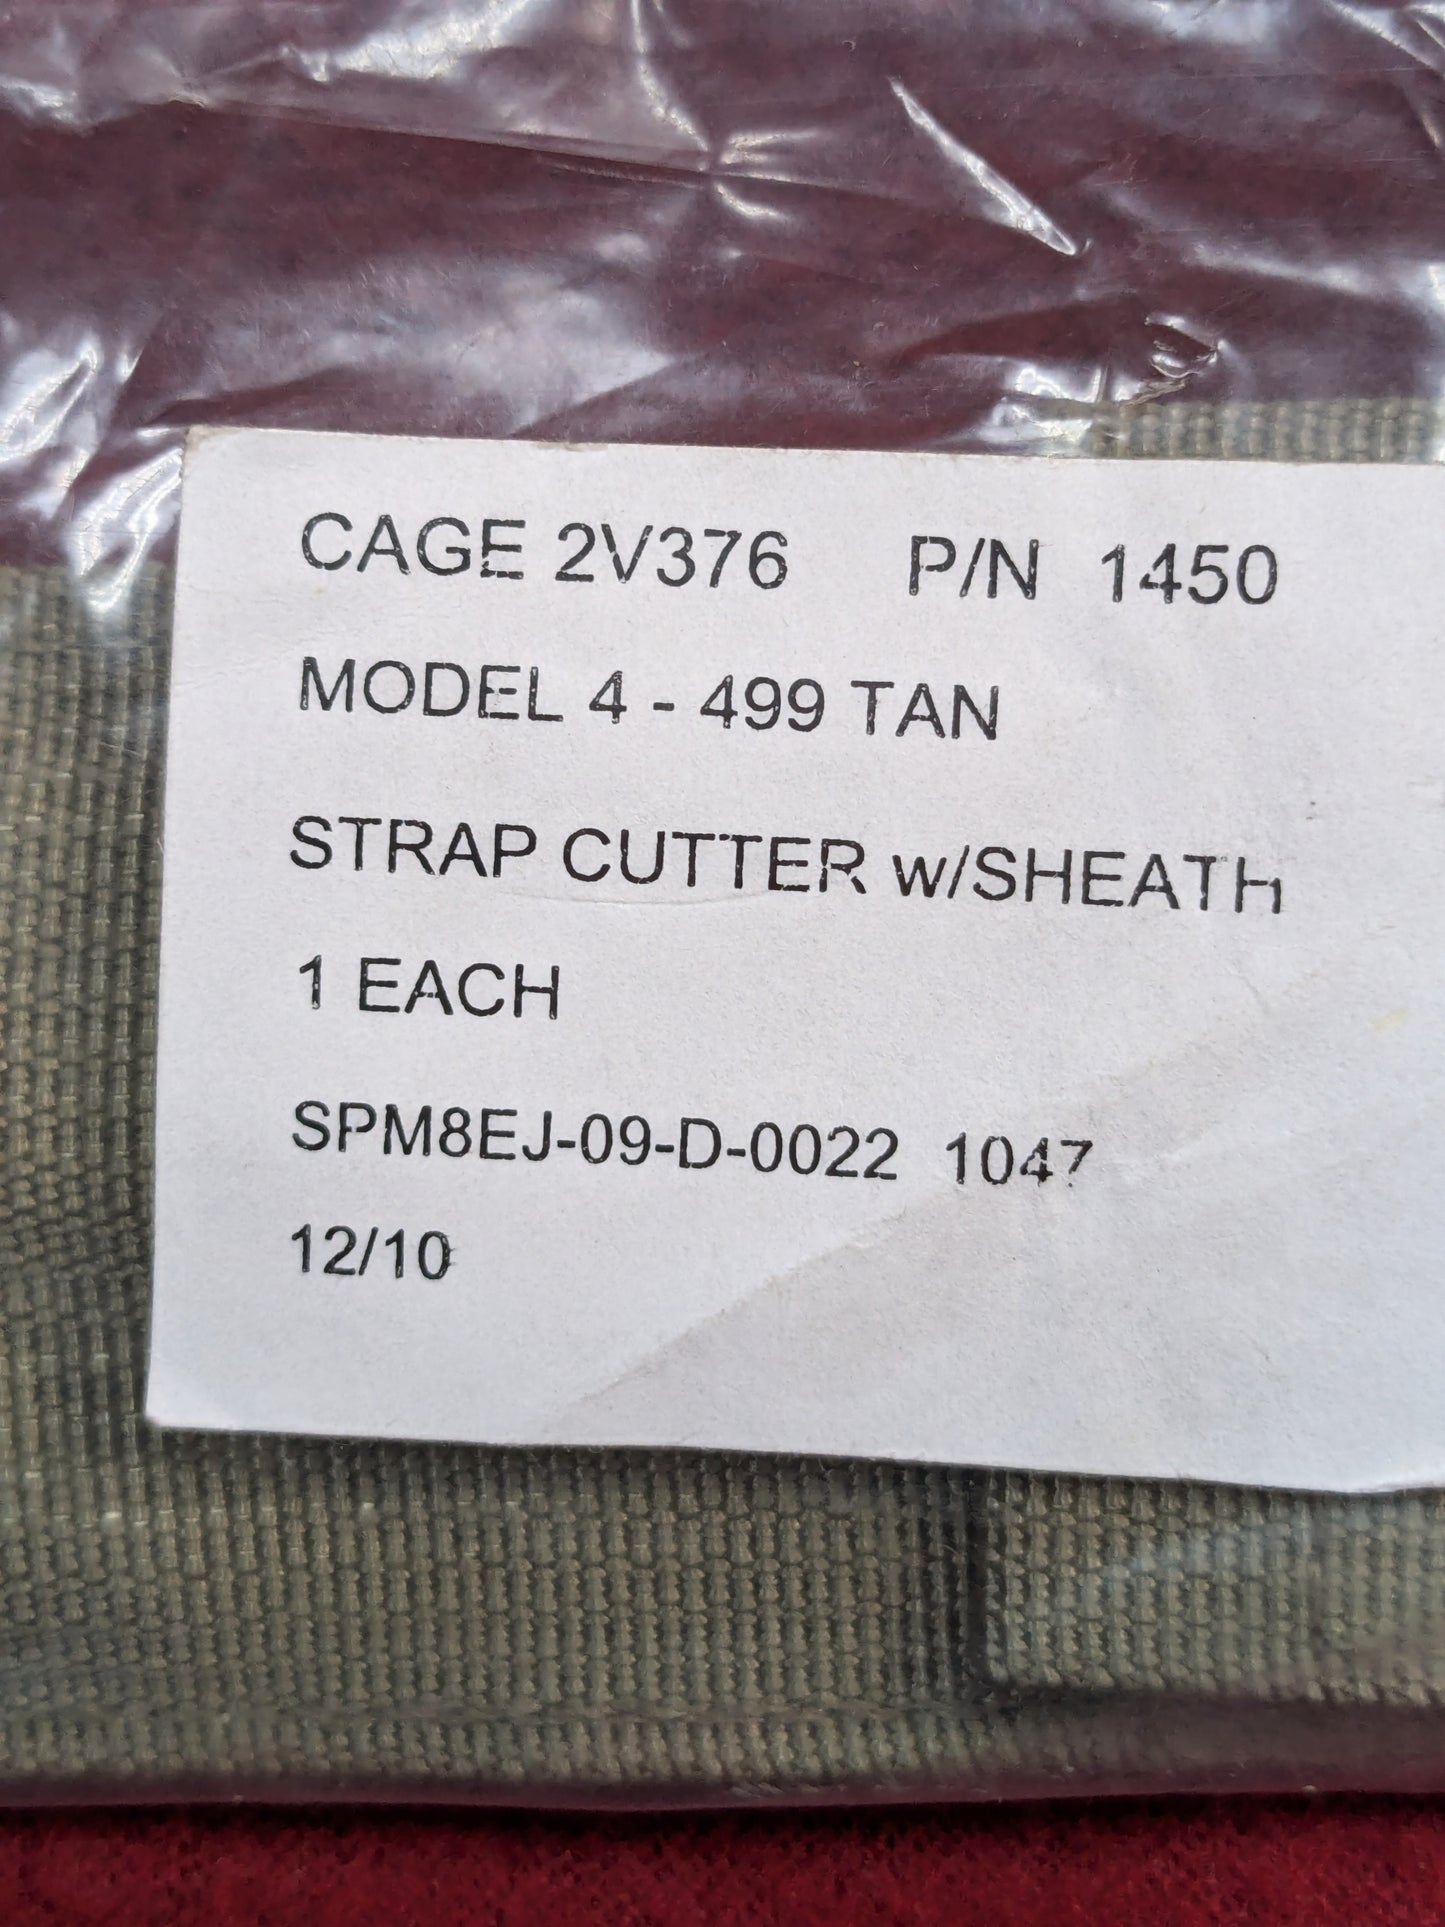 CAGE 2V376 P/N 1450
MODEL 4 - 499 TAN
STRAP CUTTER w/SHEATH
1 EACH
SPM8EJ-09-D-0022 1047
12/10